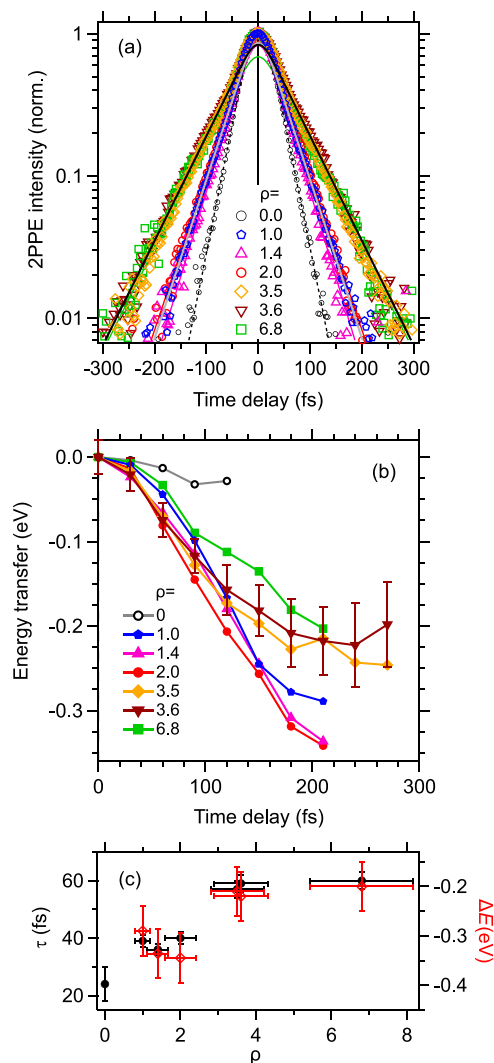 (a)
2PPE intensity (norm.)
1
0.1
0.01
ρ=
0.0
1.0
1.4
2.0
3.5
3.6
6.8
-300 -200 -100 0 100 200 300
Time delay (fs)
(b)
Energy transfer (eV)
0.0
-0.1
-0.2
-0.3
ρ=
0
1.0
1.4
2.0
3.5
3.6
6.8
0 100 200 300
Time delay (fs)
(c)
τ (fs)
60
40
20
-0.2
-0.3
-0.4
ΔE(eV)
0 2 4 6 8
ρ